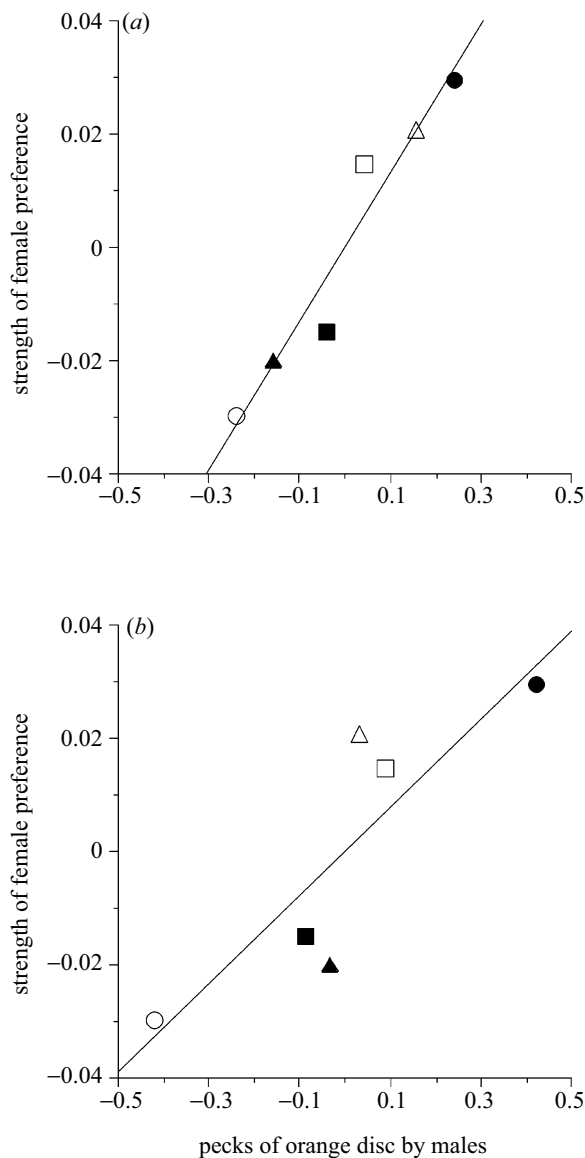 (a)
strength of female preference
0.04
0.02
0
−0.02
−0.04
−0.5 −0.3 −0.1 0.1 0.3 0.5
(b)
strength of female preference
0.04
0.02
0
−0.02
−0.04
−0.5 −0.3 −0.1 0.1 0.3 0.5
pecks of orange disc by males